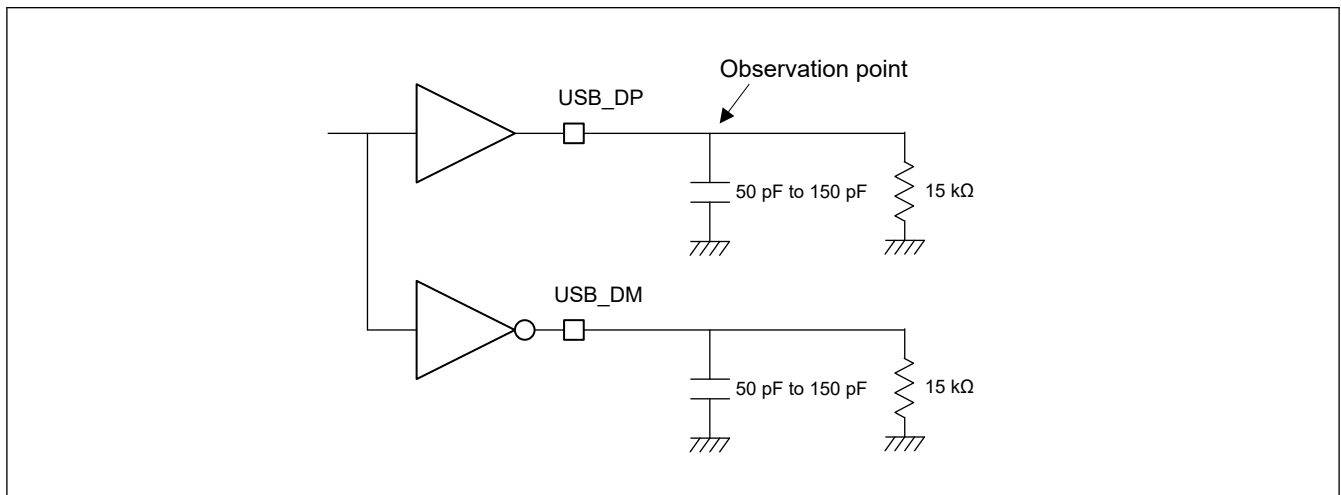 Observation point
USB_DP
50 pF to 150 pF
15 kΩ
USB_DM
50 pF to 150 pF
15 kΩ